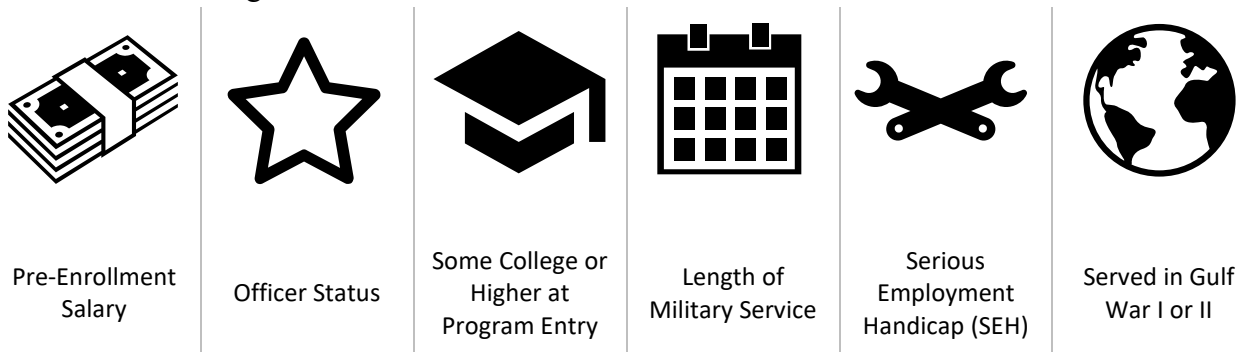 Pre-Enrollment
Salary
Officer Status
Some College or
Higher at
Program Entry
Length of
Military Service
Serious
Employment
Handicap (SEH)
Served in Gulf
War I or II